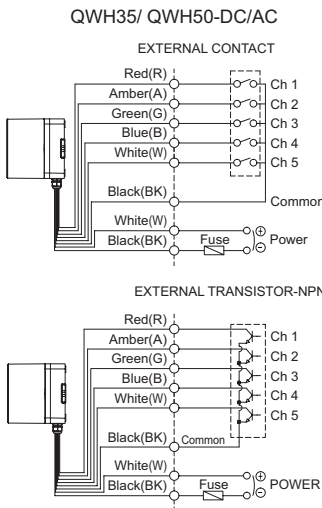 QWH35/ QWH50-DC/AC
EXTERNAL CONTACT
Red(R)
Ch 1
Amber(A)
Ch 2
Green(G)
Ch 3
Blue(B)
Ch 4
White(W)
Ch 5
Black(BK)
Common
White(W)
Black(BK)
Fuse
⊕
⊖
Power
EXTERNAL TRANSISTOR-NPN
Red(R)
Ch 1
Amber(A)
Ch 2
Green(G)
Ch 3
Blue(B)
Ch 4
White(W)
Ch 5
Black(BK)
Common
White(W)
Black(BK)
Fuse
⊕
⊖
POWER